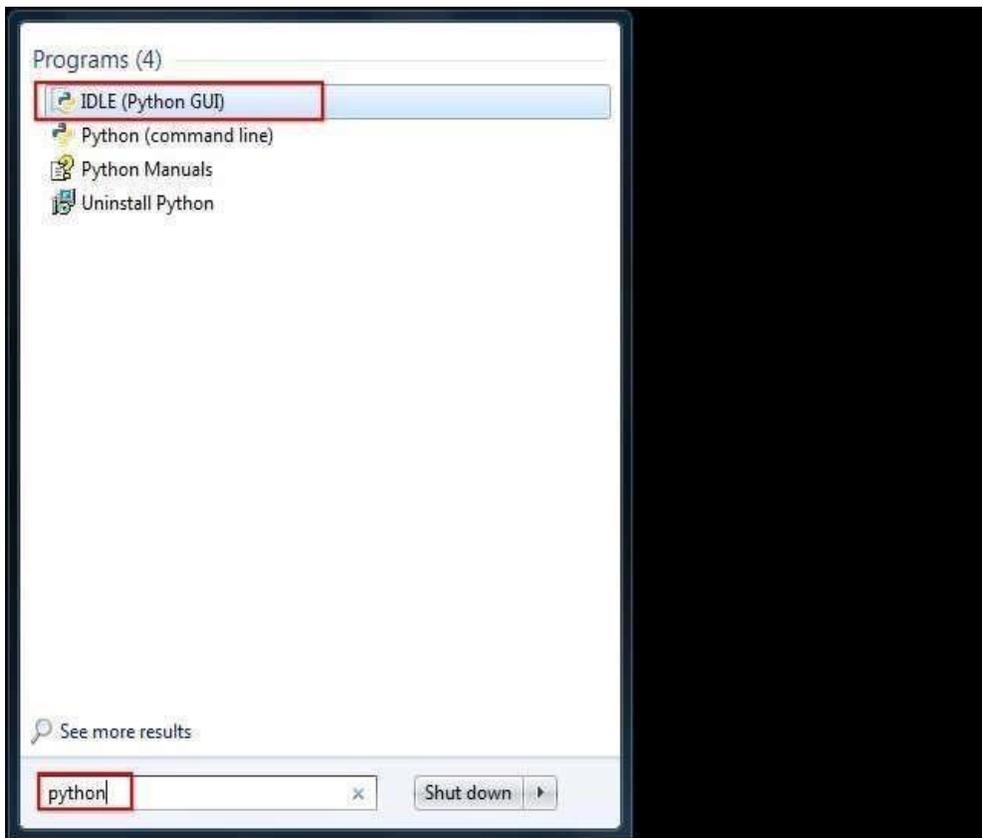 Programs (4)
IDLE (Python GUI)
Python (command line)
Python Manuals
Uninstall Python
See more results
python
Shut down